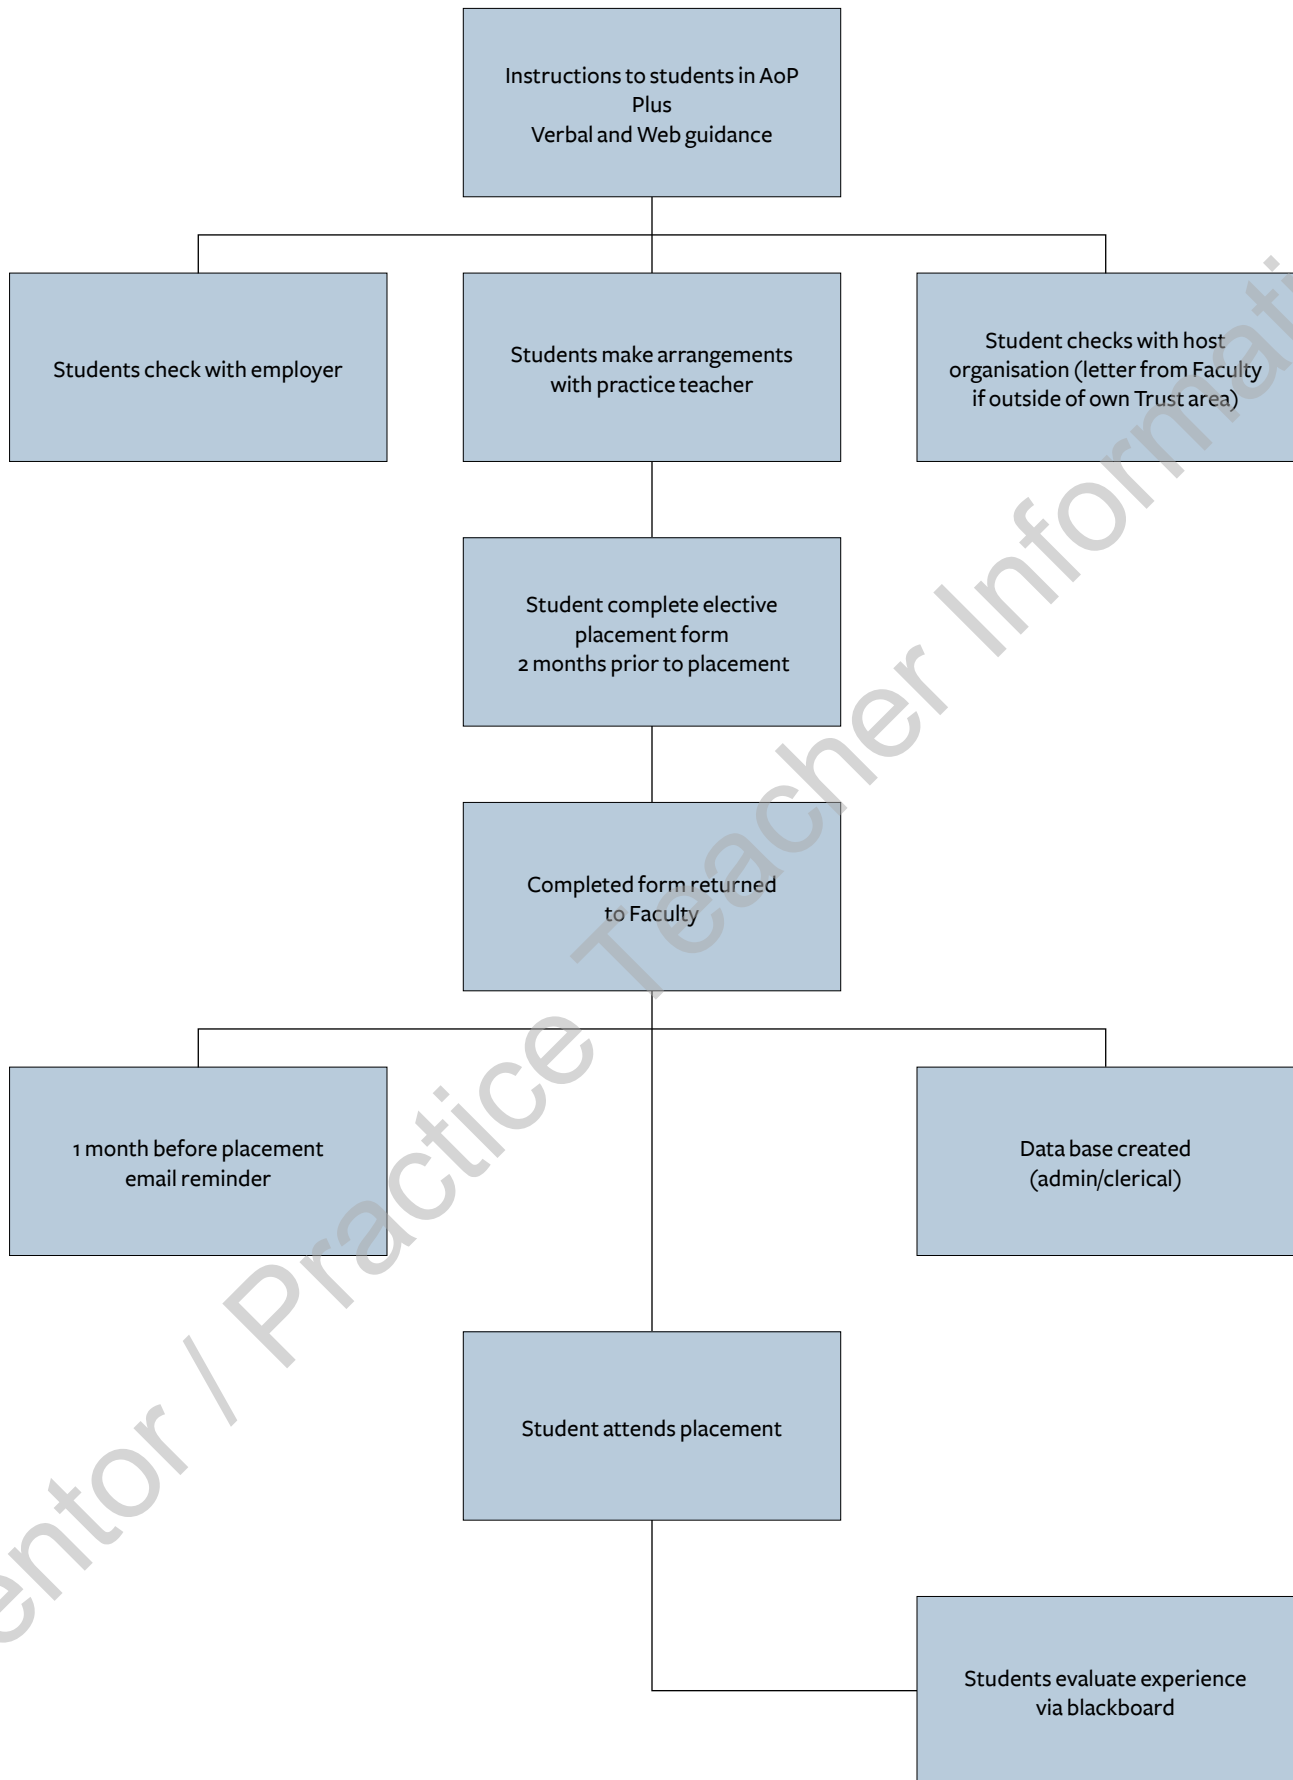 Instructions to students in AoP
Plus
Verbal and Web guidance
Students check with employer
Students make arrangements
with practice teacher
Student checks with host
organisation (letter from Faculty
if outside of own Trust area)
Student complete elective
placement form
2 months prior to placement
Completed form returned
to Faculty
1 month before placement
email reminder
Data base created
(admin/clerical)
Student attends placement
Students evaluate experience
via blackboard
entor / Practice Teacher Informati